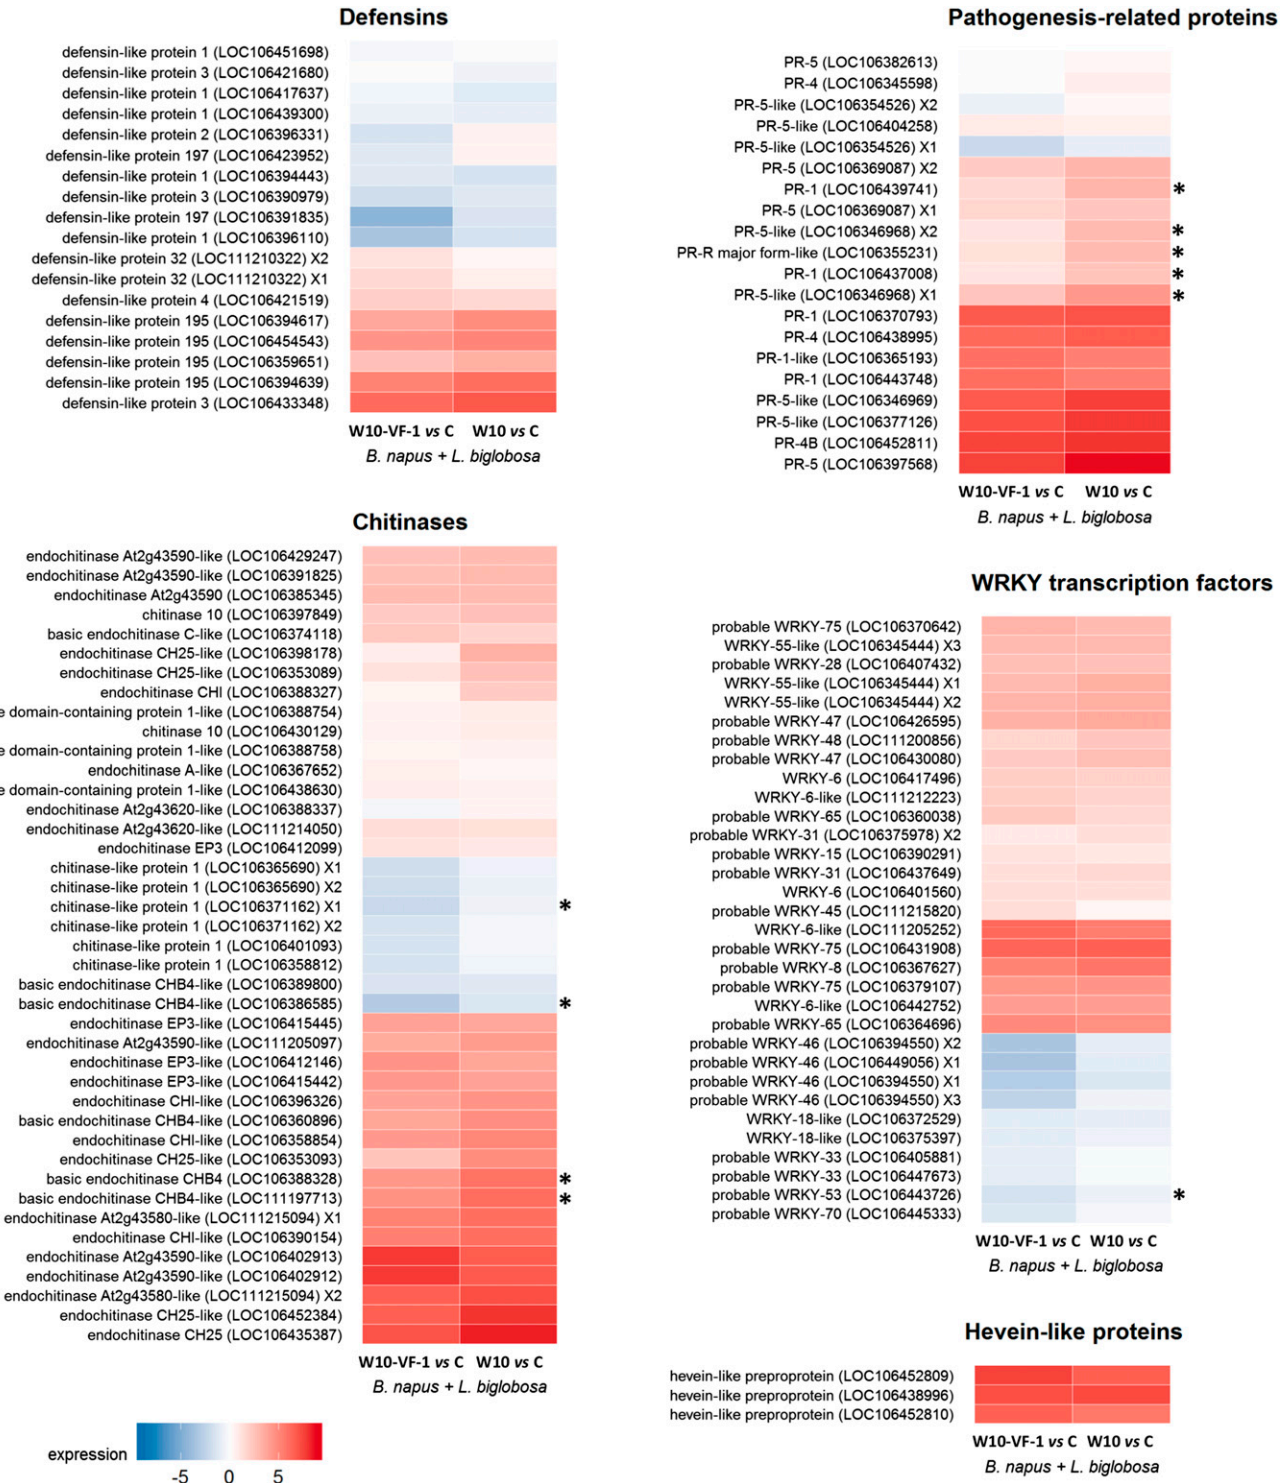 Defensins
defensin-like protein 1 (LOC106451698)
defensin-like protein 3 (LOC106421680)
defensin-like protein 1 (LOC106417637)
defensin-like protein 1 (LOC106439300)
defensin-like protein 2 (LOC106396331)
defensin-like protein 197 (LOC106423952)
defensin-like protein 1 (LOC106394443)
defensin-like protein 3 (LOC106390979)
defensin-like protein 197 (LOC106391835)
defensin-like protein 1 (LOC106396110)
defensin-like protein 32 (LOC111210322) X2
defensin-like protein 32 (LOC111210322) X1
defensin-like protein 4 (LOC106421519)
defensin-like protein 195 (LOC106394617)
defensin-like protein 195 (LOC106454543)
defensin-like protein 195 (LOC106359651)
defensin-like protein 195 (LOC106394639)
defensin-like protein 3 (LOC106433348)
W10-VF-1 vs C W10 vs C
B. napus + L. biglobosa
Chitinases
endochitinase At2g43590-like (LOC106429247)
endochitinase At2g43590-like (LOC106391825)
endochitinase At2g43590 (LOC106385345)
chitinase 10 (LOC106397849)
basic endochitinase C-like (LOC106374118)
endochitinase CH25-like (LOC106398178)
endochitinase CH25-like (LOC106353089)
endochitinase CHI (LOC106388327)
e domain-containing protein 1-like (LOC106388754)
chitinase 10 (LOC106430129)
e domain-containing protein 1-like (LOC106388758)
endochitinase A-like (LOC106367652)
e domain-containing protein 1-like (LOC106438630)
endochitinase At2g43620-like (LOC106388337)
endochitinase At2g43620-like (LOC111214050)
endochitinase EP3 (LOC106412099)
chitinase-like protein 1 (LOC106365690) X1
chitinase-like protein 1 (LOC106365690) X2
chitinase-like protein 1 (LOC106371162) X1 *
chitinase-like protein 1 (LOC106371162) X2
chitinase-like protein 1 (LOC106401093)
chitinase-like protein 1 (LOC106358812)
basic endochitinase CHB4-like (LOC106389800)
basic endochitinase CHB4-like (LOC106386585) *
endochitinase EP3-like (LOC106415445)
endochitinase At2g43590-like (LOC111205097)
endochitinase EP3-like (LOC106412146)
endochitinase EP3-like (LOC106415442)
endochitinase CHI-like (LOC106396326)
basic endochitinase CHB4-like (LOC106360896)
endochitinase CHI-like (LOC106358854)
endochitinase CH25-like (LOC106353093)
basic endochitinase CHB4 (LOC106388328) *
basic endochitinase CHB4-like (LOC111197713) *
endochitinase At2g43580-like (LOC111215094) X1
endochitinase CHI-like (LOC106390154)
endochitinase At2g43590-like (LOC106402913)
endochitinase At2g43590-like (LOC106402912)
endochitinase At2g43580-like (LOC111215094) X2
endochitinase CH25-like (LOC106452384)
endochitinase CH25 (LOC106435387)
W10-VF-1 vs C W10 vs C
B. napus + L. biglobosa
expression
-5 0 5
Pathogenesis-related proteins
PR-5 (LOC106382613)
PR-4 (LOC106345598)
PR-5-like (LOC106354526) X2
PR-5-like (LOC106404258)
PR-5-like (LOC106354526) X1
PR-5 (LOC106369087) X2
PR-1 (LOC106439741) *
PR-5 (LOC106369087) X1
PR-5-like (LOC106346968) X2 *
PR-R major form-like (LOC106355231) *
PR-1 (LOC106437008) *
PR-5-like (LOC106346968) X1 *
PR-1 (LOC106370793)
PR-4 (LOC106438995)
PR-1-like (LOC106365193)
PR-1 (LOC106443748)
PR-5-like (LOC106346969)
PR-5-like (LOC106377126)
PR-4B (LOC106452811)
PR-5 (LOC106397568)
W10-VF-1 vs C W10 vs C
B. napus + L. biglobosa
WRKY transcription factors
probable WRKY-75 (LOC106370642)
WRKY-55-like (LOC106345444) X3
probable WRKY-28 (LOC106407432)
WRKY-55-like (LOC106345444) X1
WRKY-55-like (LOC106345444) X2
probable WRKY-47 (LOC106426595)
probable WRKY-48 (LOC111200856)
probable WRKY-47 (LOC106430080)
WRKY-6 (LOC106417496)
WRKY-6-like (LOC111212223)
probable WRKY-65 (LOC106360038)
probable WRKY-31 (LOC106375978) X2
probable WRKY-15 (LOC106390291)
probable WRKY-31 (LOC106437649)
WRKY-6 (LOC106401560)
probable WRKY-45 (LOC111215820)
WRKY-6-like (LOC111205252)
probable WRKY-75 (LOC106431908)
probable WRKY-8 (LOC106367627)
probable WRKY-75 (LOC106379107)
WRKY-6-like (LOC106442752)
probable WRKY-65 (LOC106364696)
probable WRKY-46 (LOC106394550) X2
probable WRKY-46 (LOC106449056) X1
probable WRKY-46 (LOC106394550) X1
probable WRKY-46 (LOC106394550) X3
WRKY-18-like (LOC106372529)
WRKY-18-like (LOC106375397)
probable WRKY-33 (LOC106405881)
probable WRKY-33 (LOC106447673)
probable WRKY-53 (LOC106443726) *
probable WRKY-70 (LOC106445333)
W10-VF-1 vs C W10 vs C
B. napus + L. biglobosa
Hevein-like proteins
hevein-like preproprotein (LOC106452809)
hevein-like preproprotein (LOC106438996)
hevein-like preproprotein (LOC106452810)
W10-VF-1 vs C W10 vs C
B. napus + L. biglobosa